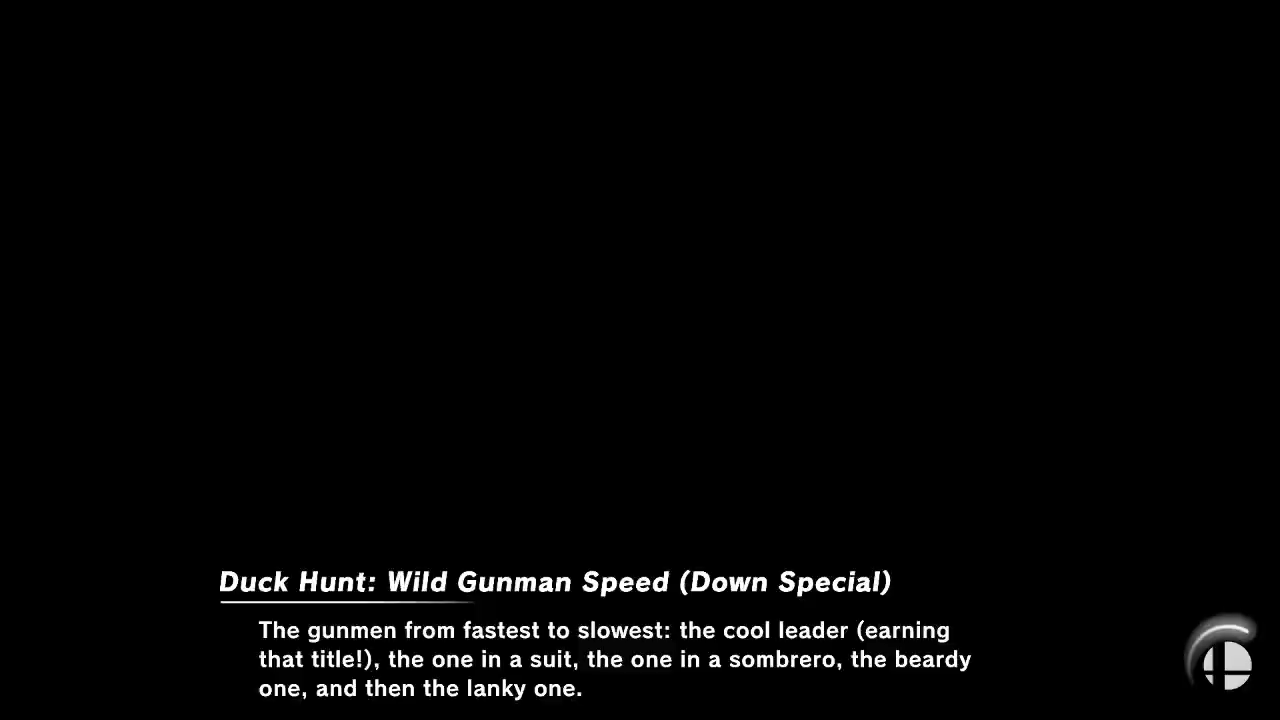 Duck Hunt: Wild Gunman Speed (Down Special)
The gunmen from fastest to slowest: the cool leader (earning
that title!), the one in a suit, the one in a sombrero, the beardy
one, and then the lanky one.